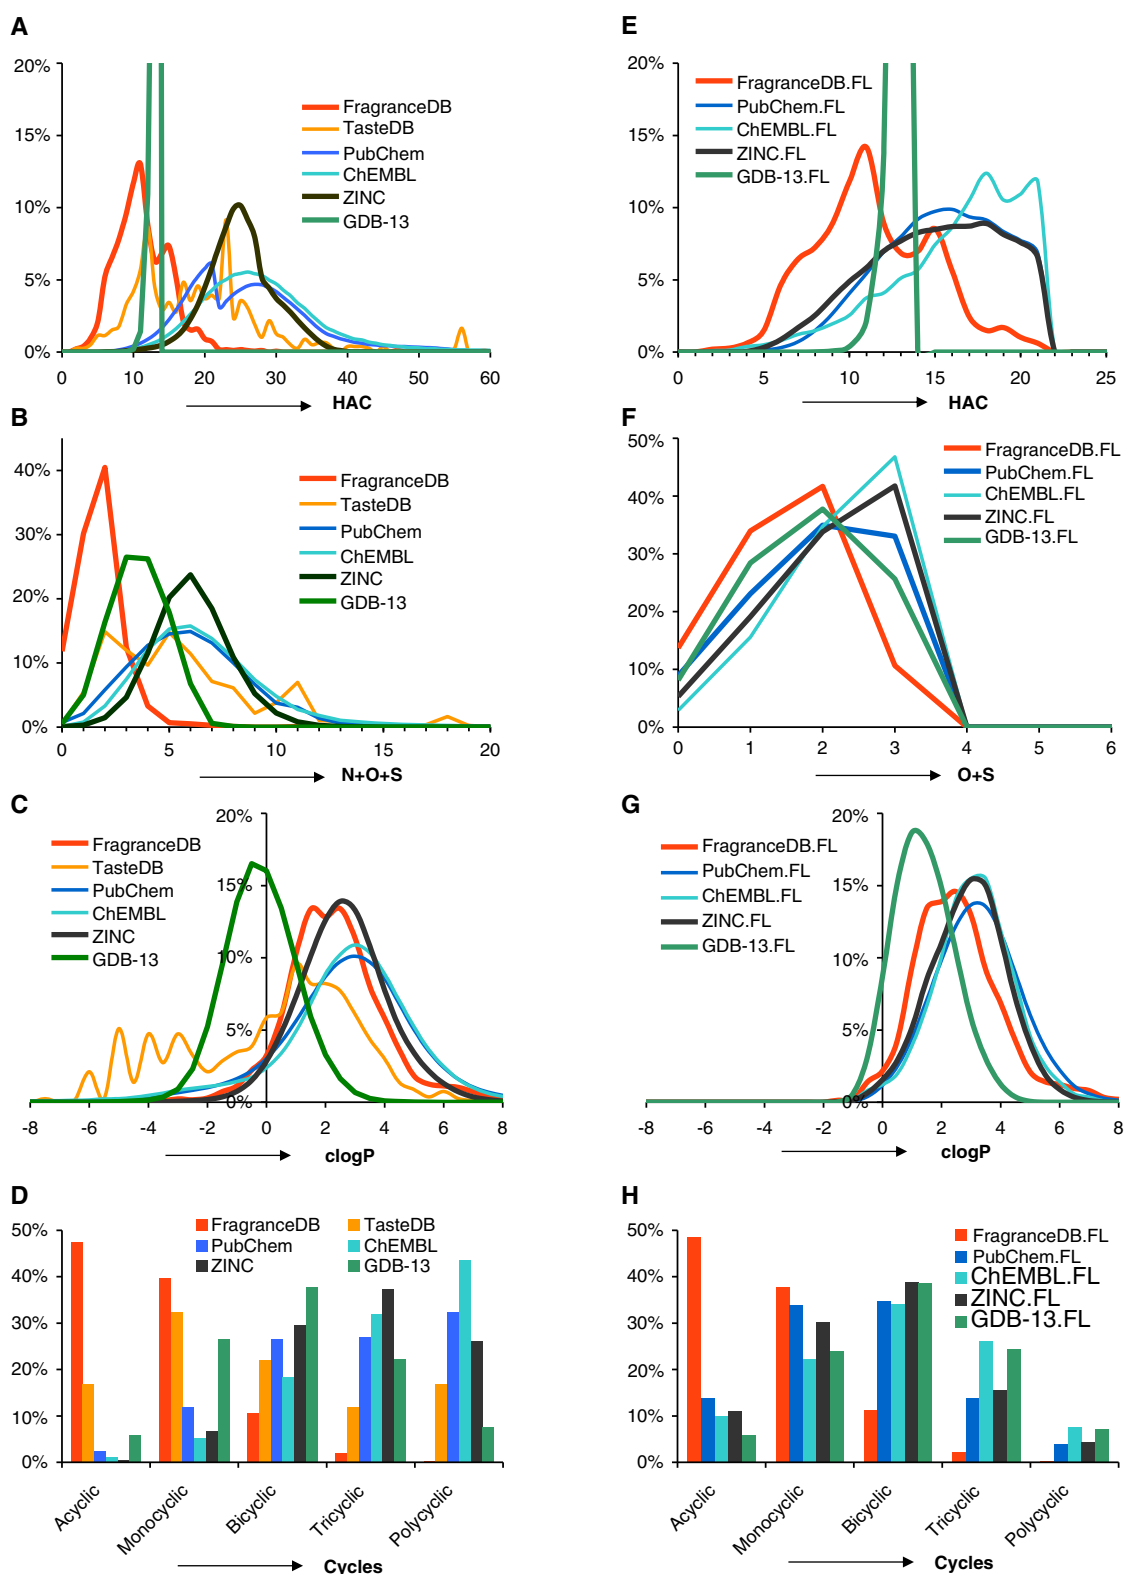 A
20%
15%
10%
5%
0%
0 10 20 30 40 50 60
HAC
FragranceDB
TasteDB
PubChem
ChEMBL
ZINC
GDB-13
E
20%
15%
10%
5%
0%
0 5 10 15 20 25
HAC
FragranceDB.FL
PubChem.FL
ChEMBL.FL
ZINC.FL
GDB-13.FL
B
40%
30%
20%
10%
0%
0 5 10 15 20
N+O+S
FragranceDB
TasteDB
PubChem
ChEMBL
ZINC
GDB-13
F
50%
40%
30%
20%
10%
0%
0 1 2 3 4 5 6
O+S
FragranceDB.FL
PubChem.FL
ChEMBL.FL
ZINC.FL
GDB-13.FL
C
20%
15%
10%
5%
0%
-8 -6 -4 -2 0 2 4 6 8
clogP
FragranceDB
TasteDB
PubChem
ChEMBL
ZINC
GDB-13
G
20%
15%
10%
5%
0%
-8 -6 -4 -2 0 2 4 6 8
clogP
FragranceDB.FL
PubChem.FL
ChEMBL.FL
ZINC.FL
GDB-13.FL
D
50%
40%
30%
20%
10%
0%
FragranceDB TasteDB
PubChem ChEMBL
ZINC GDB-13
Acyclic Monocyclic Bicyclic Tricyclic Polycyclic
Cycles
H
50%
40%
30%
20%
10%
0%
FragranceDB.FL
PubChem.FL
ChEMBL.FL
ZINC.FL
GDB-13.FL
Acyclic Monocyclic Bicyclic Tricyclic Polycyclic
Cycles